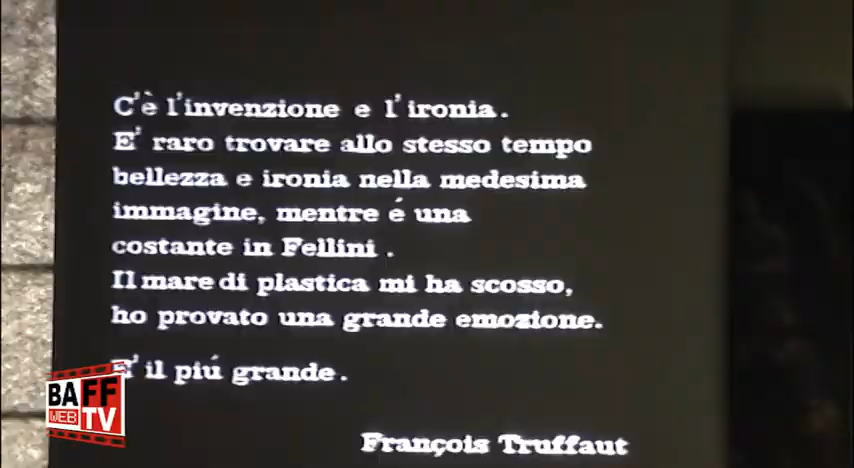 C'è l'invenzione e l'ironia.
E' raro trovare allo stesso tempo
bellezza e ironia nella medesima
immagine, mentre é una
costante in Fellini .
Il mare di plastica mi ha scosso,
ho provato una grande emozione.
E' il piú grande .
François Truffaut
BAFF
WEB TV